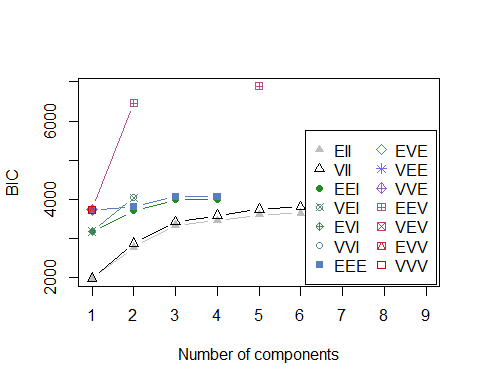 BIC
6000
4000
2000
EII EVE
VII VEE
EEI VVE
VEI EEV
EVI VEV
VVI EVV
EEE VVV
1 2 3 4 5 6 7 8 9
Number of components